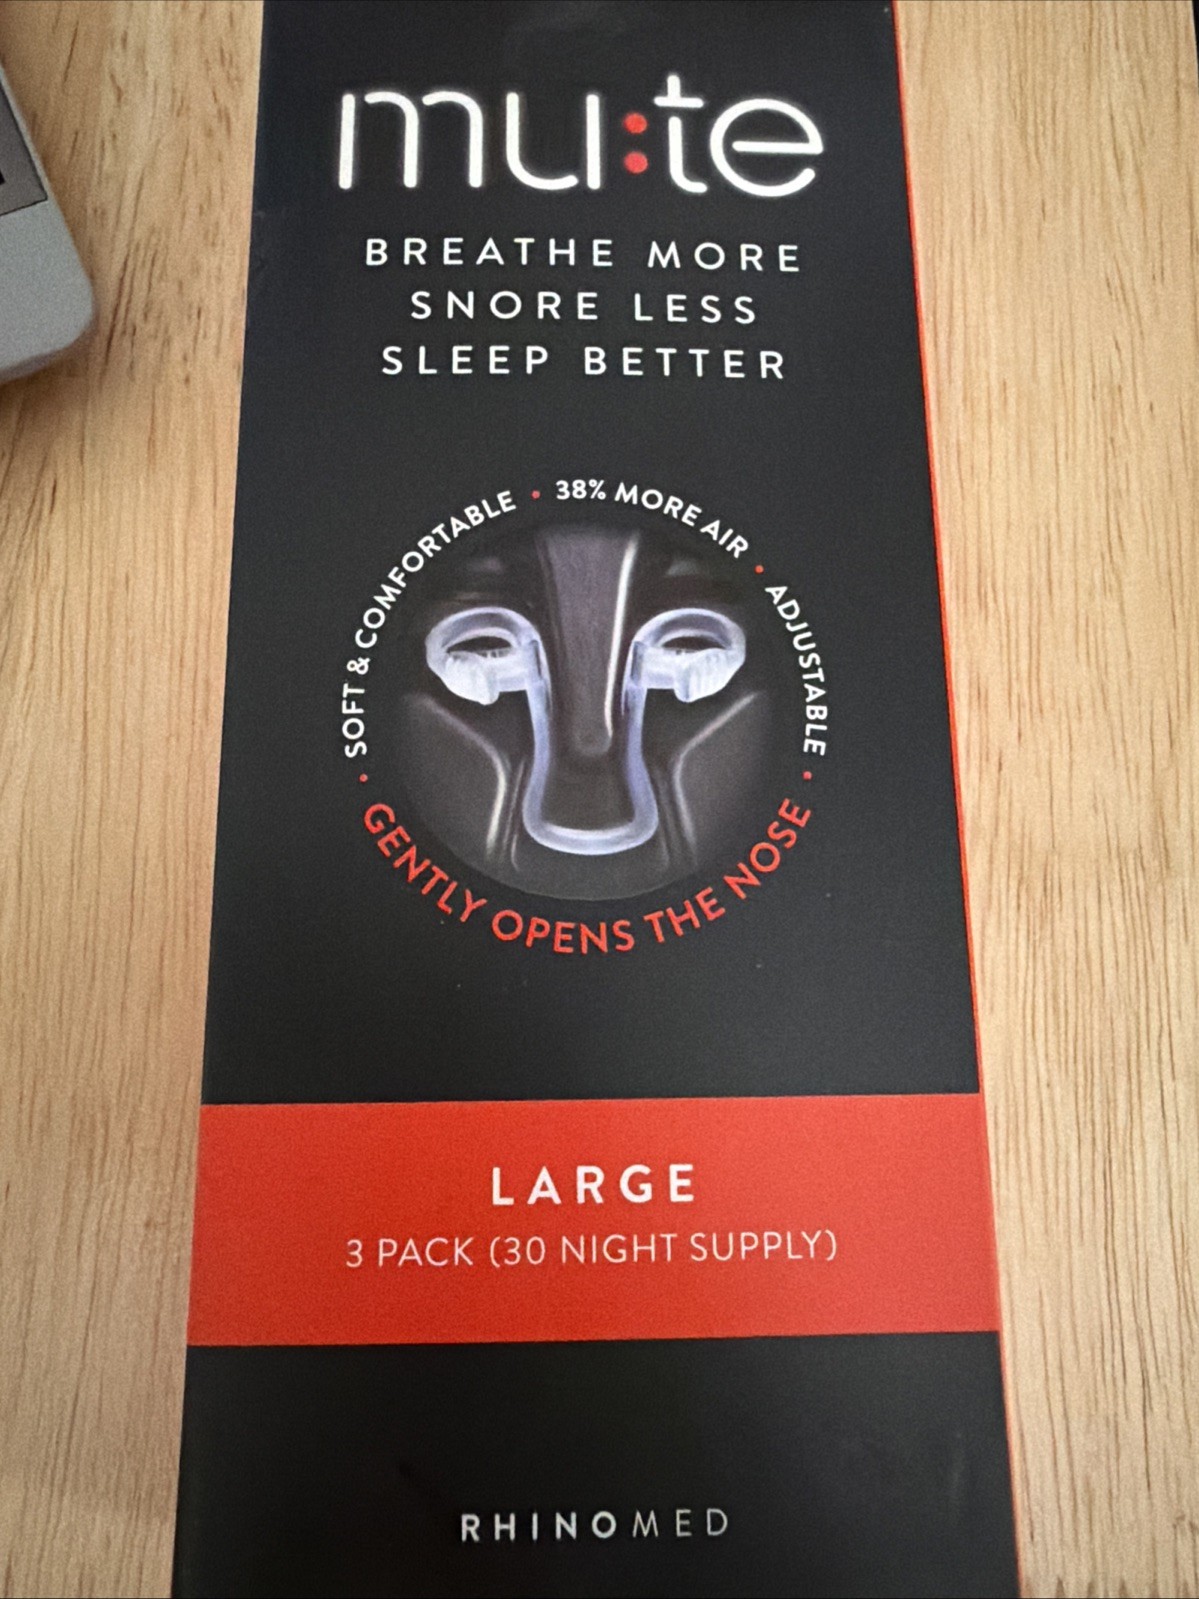 mu:te
BREATHE MORE
SNORE LESS
SLEEP BETTER
SOFT & COMFORTABLE • 38% MORE AIR • ADJUSTABLE •
GENTLY OPENS THE NOSE •
LARGE
3 PACK (30 NIGHT SUPPLY)
RHINOMED